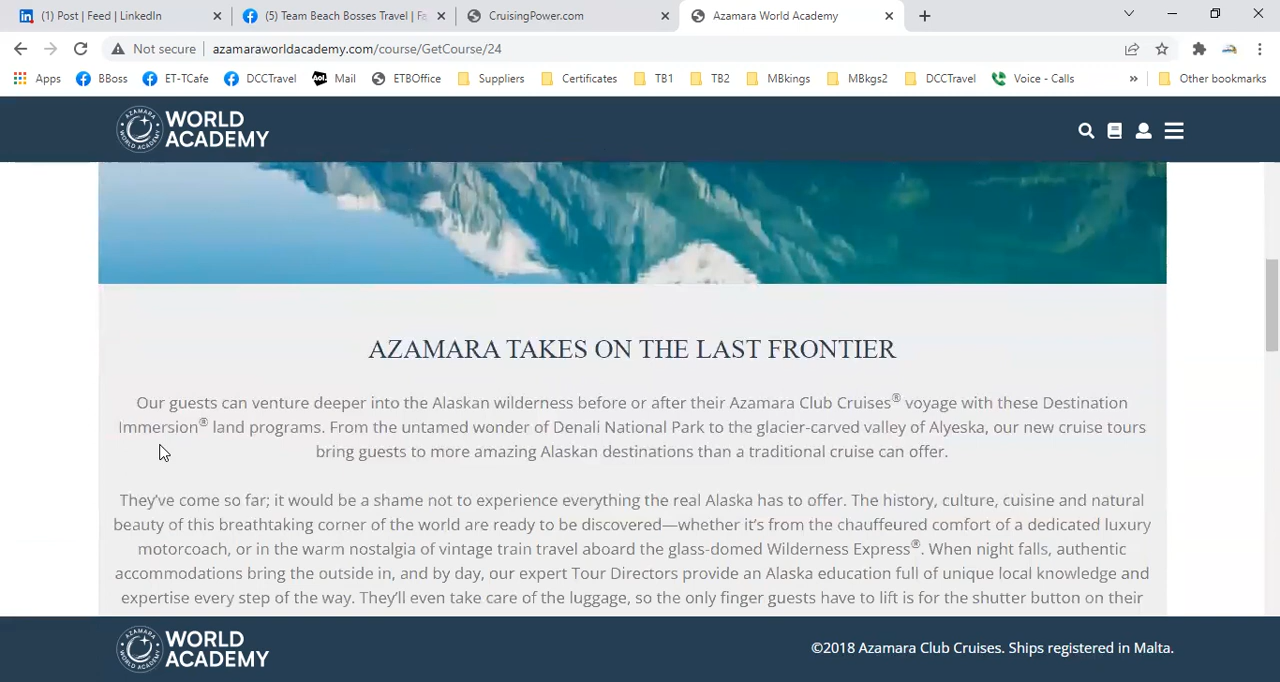 (1) Post | Feed | LinkedIn
(5) Team Beach Bosses Travel | Fa
CruisingPower.com
Azamara World Academy
Not secure | azamaraworldacademy.com/course/GetCourse/24
Apps BBoss ET-TCafe DCCTravel Aol. Mail ETBOffice Suppliers Certificates TB1 TB2 MBkings MBkgs2 DCCTravel Voice - Calls » Other bookmarks
AZAMARA WORLD ACADEMY
WORLD
ACADEMY
AZAMARA TAKES ON THE LAST FRONTIER
Our guests can venture deeper into the Alaskan wilderness before or after their Azamara Club Cruises® voyage with these Destination
Immersion® land programs. From the untamed wonder of Denali National Park to the glacier-carved valley of Alyeska, our new cruise tours
bring guests to more amazing Alaskan destinations than a traditional cruise can offer.
They've come so far; it would be a shame not to experience everything the real Alaska has to offer. The history, culture, cuisine and natural
beauty of this breathtaking corner of the world are ready to be discovered—whether it's from the chauffeured comfort of a dedicated luxury
motorcoach, or in the warm nostalgia of vintage train travel aboard the glass-domed Wilderness Express®. When night falls, authentic
accommodations bring the outside in, and by day, our expert Tour Directors provide an Alaska education full of unique local knowledge and
expertise every step of the way. They'll even take care of the luggage, so the only finger guests have to lift is for the shutter button on their
AZAMARA WORLD ACADEMY
WORLD
ACADEMY
©2018 Azamara Club Cruises. Ships registered in Malta.